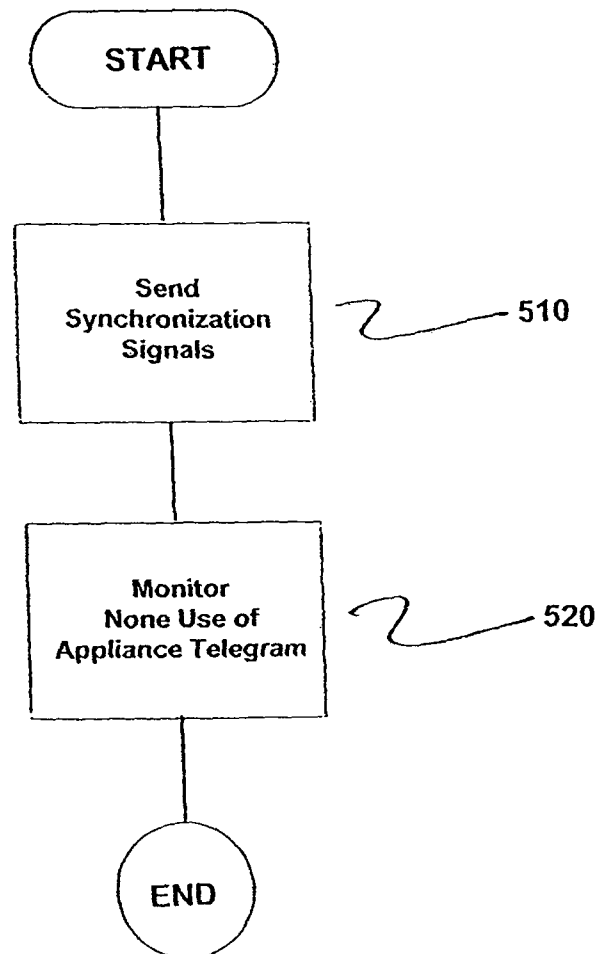 START
Send
Synchronization
Signals
510
Monitor
None Use of
Appliance Telegram
520
END